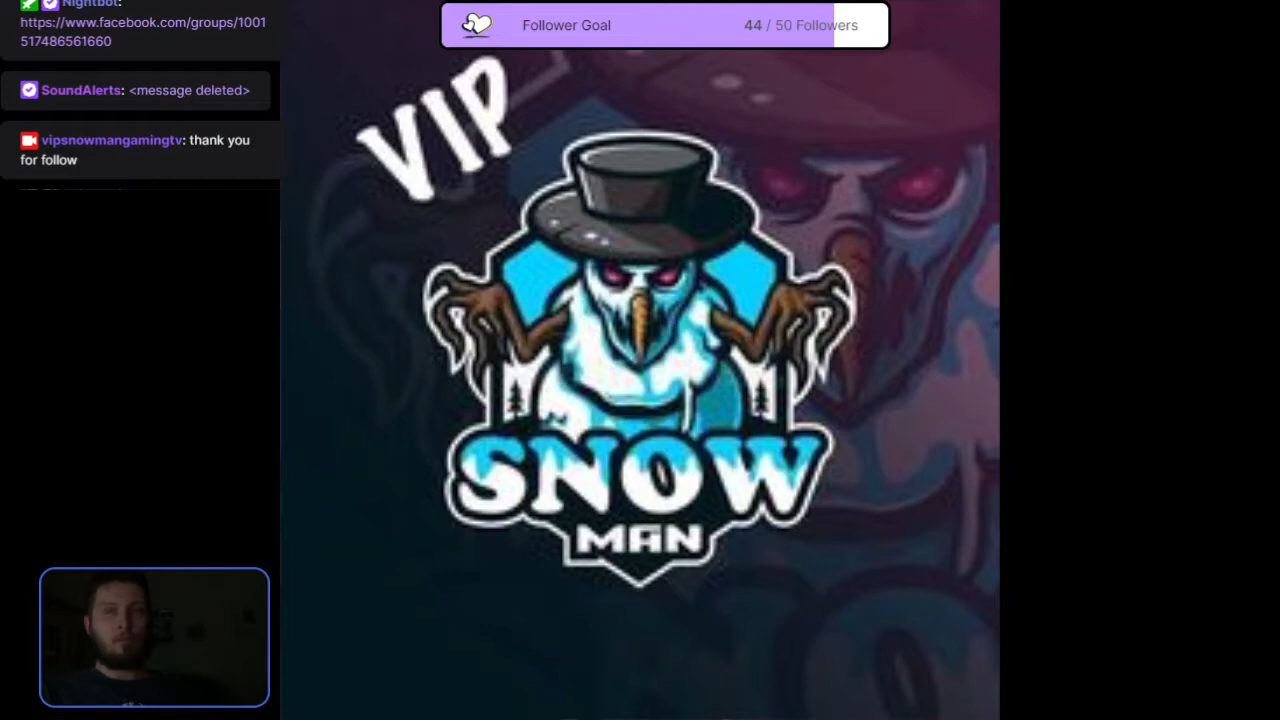 Nightbot:
https://www.facebook.com/groups/1001
517486561660
SoundAlerts: <message deleted>
vipsnowmangamingtv: thank you
for follow
Follower Goal 44 / 50 Followers
VIP
SNOW
MAN